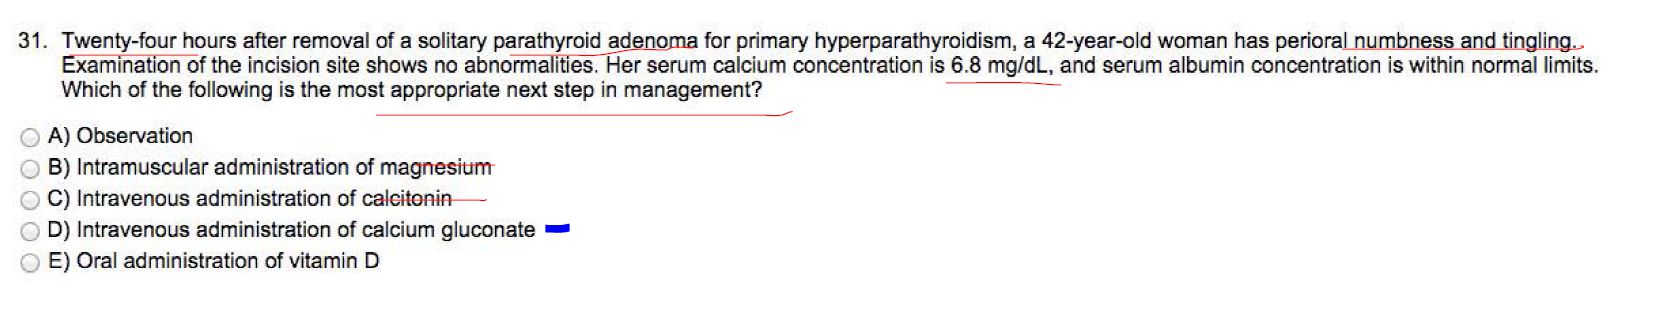 31. Twenty-four hours after removal of a solitary parathyroid adenoma for primary hyperparathyroidism, a 42-year-old woman has perioral numbness and tingling.
Examination of the incision site shows no abnormalities. Her serum calcium concentration is 6.8 mg/dL, and serum albumin concentration is within normal limits.
Which of the following is the most appropriate next step in management?
A) Observation
B) Intramuscular administration of magnesium
C) Intravenous administration of calcitonin
D) Intravenous administration of calcium gluconate
E) Oral administration of vitamin D